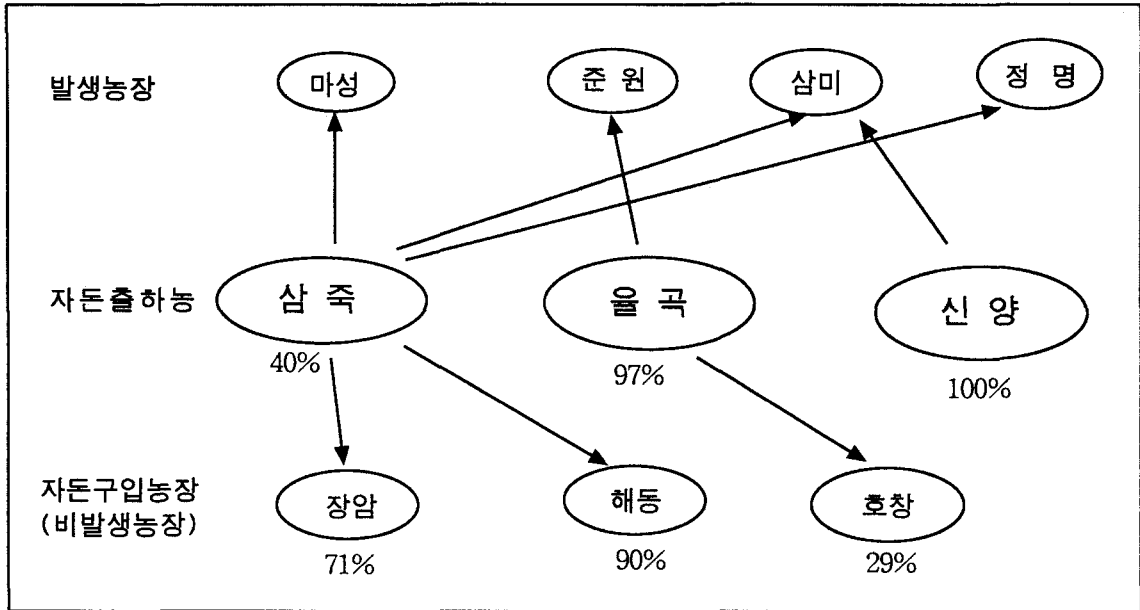 발생농장 마성 준 원 삼미 정 명
자돈출하농 삼 죽 율 곡 신 양
40% 97% 100%
자돈구입농장
(비발생농장) 장암 해동 호창
71% 90% 29%